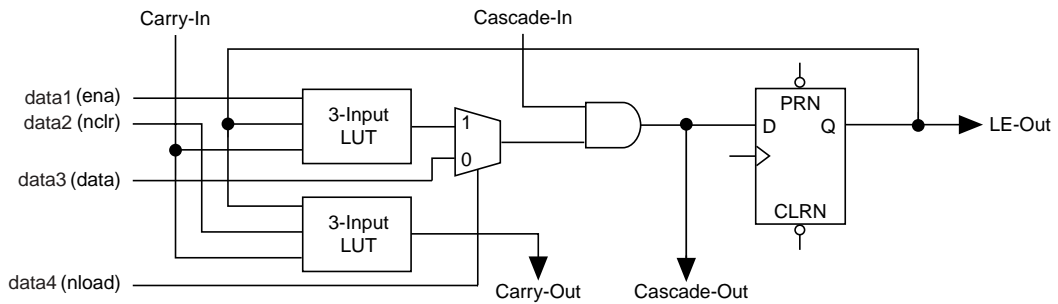 Carry-In
Cascade-In
data1 (ena)
data2 (nclr)
3-Input
LUT
1
0
PRN
D
Q
LE-Out
data3 (data)
3-Input
LUT
CLRN
data4 (nload)
Carry-Out
Cascade-Out